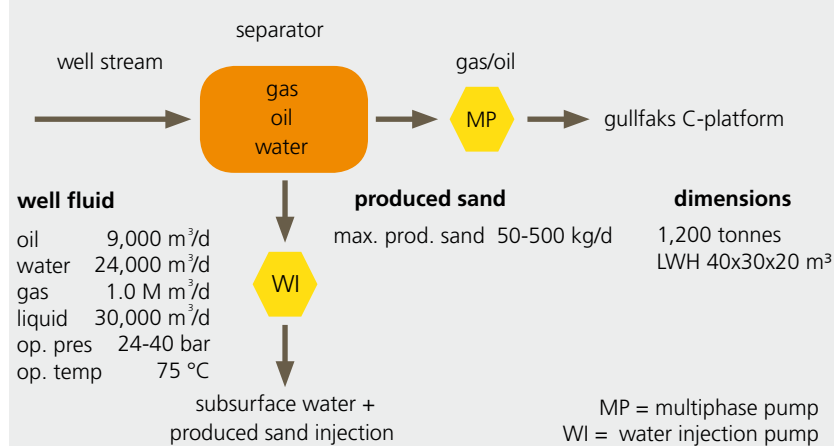 separator
well stream
gas/oil
gas
oil
water
MP
gullfaks C-platform
well fluid
oil 9,000 m³/d
water 24,000 m³/d
gas 1.0 M m³/d
liquid 30,000 m³/d
op. pres 24-40 bar
op. temp 75 °C
WI
subsurface water +
produced sand injection
produced sand
max. prod. sand 50-500 kg/d
dimensions
1,200 tonnes
LWH 40x30x20 m³
MP = multiphase pump
WI = water injection pump